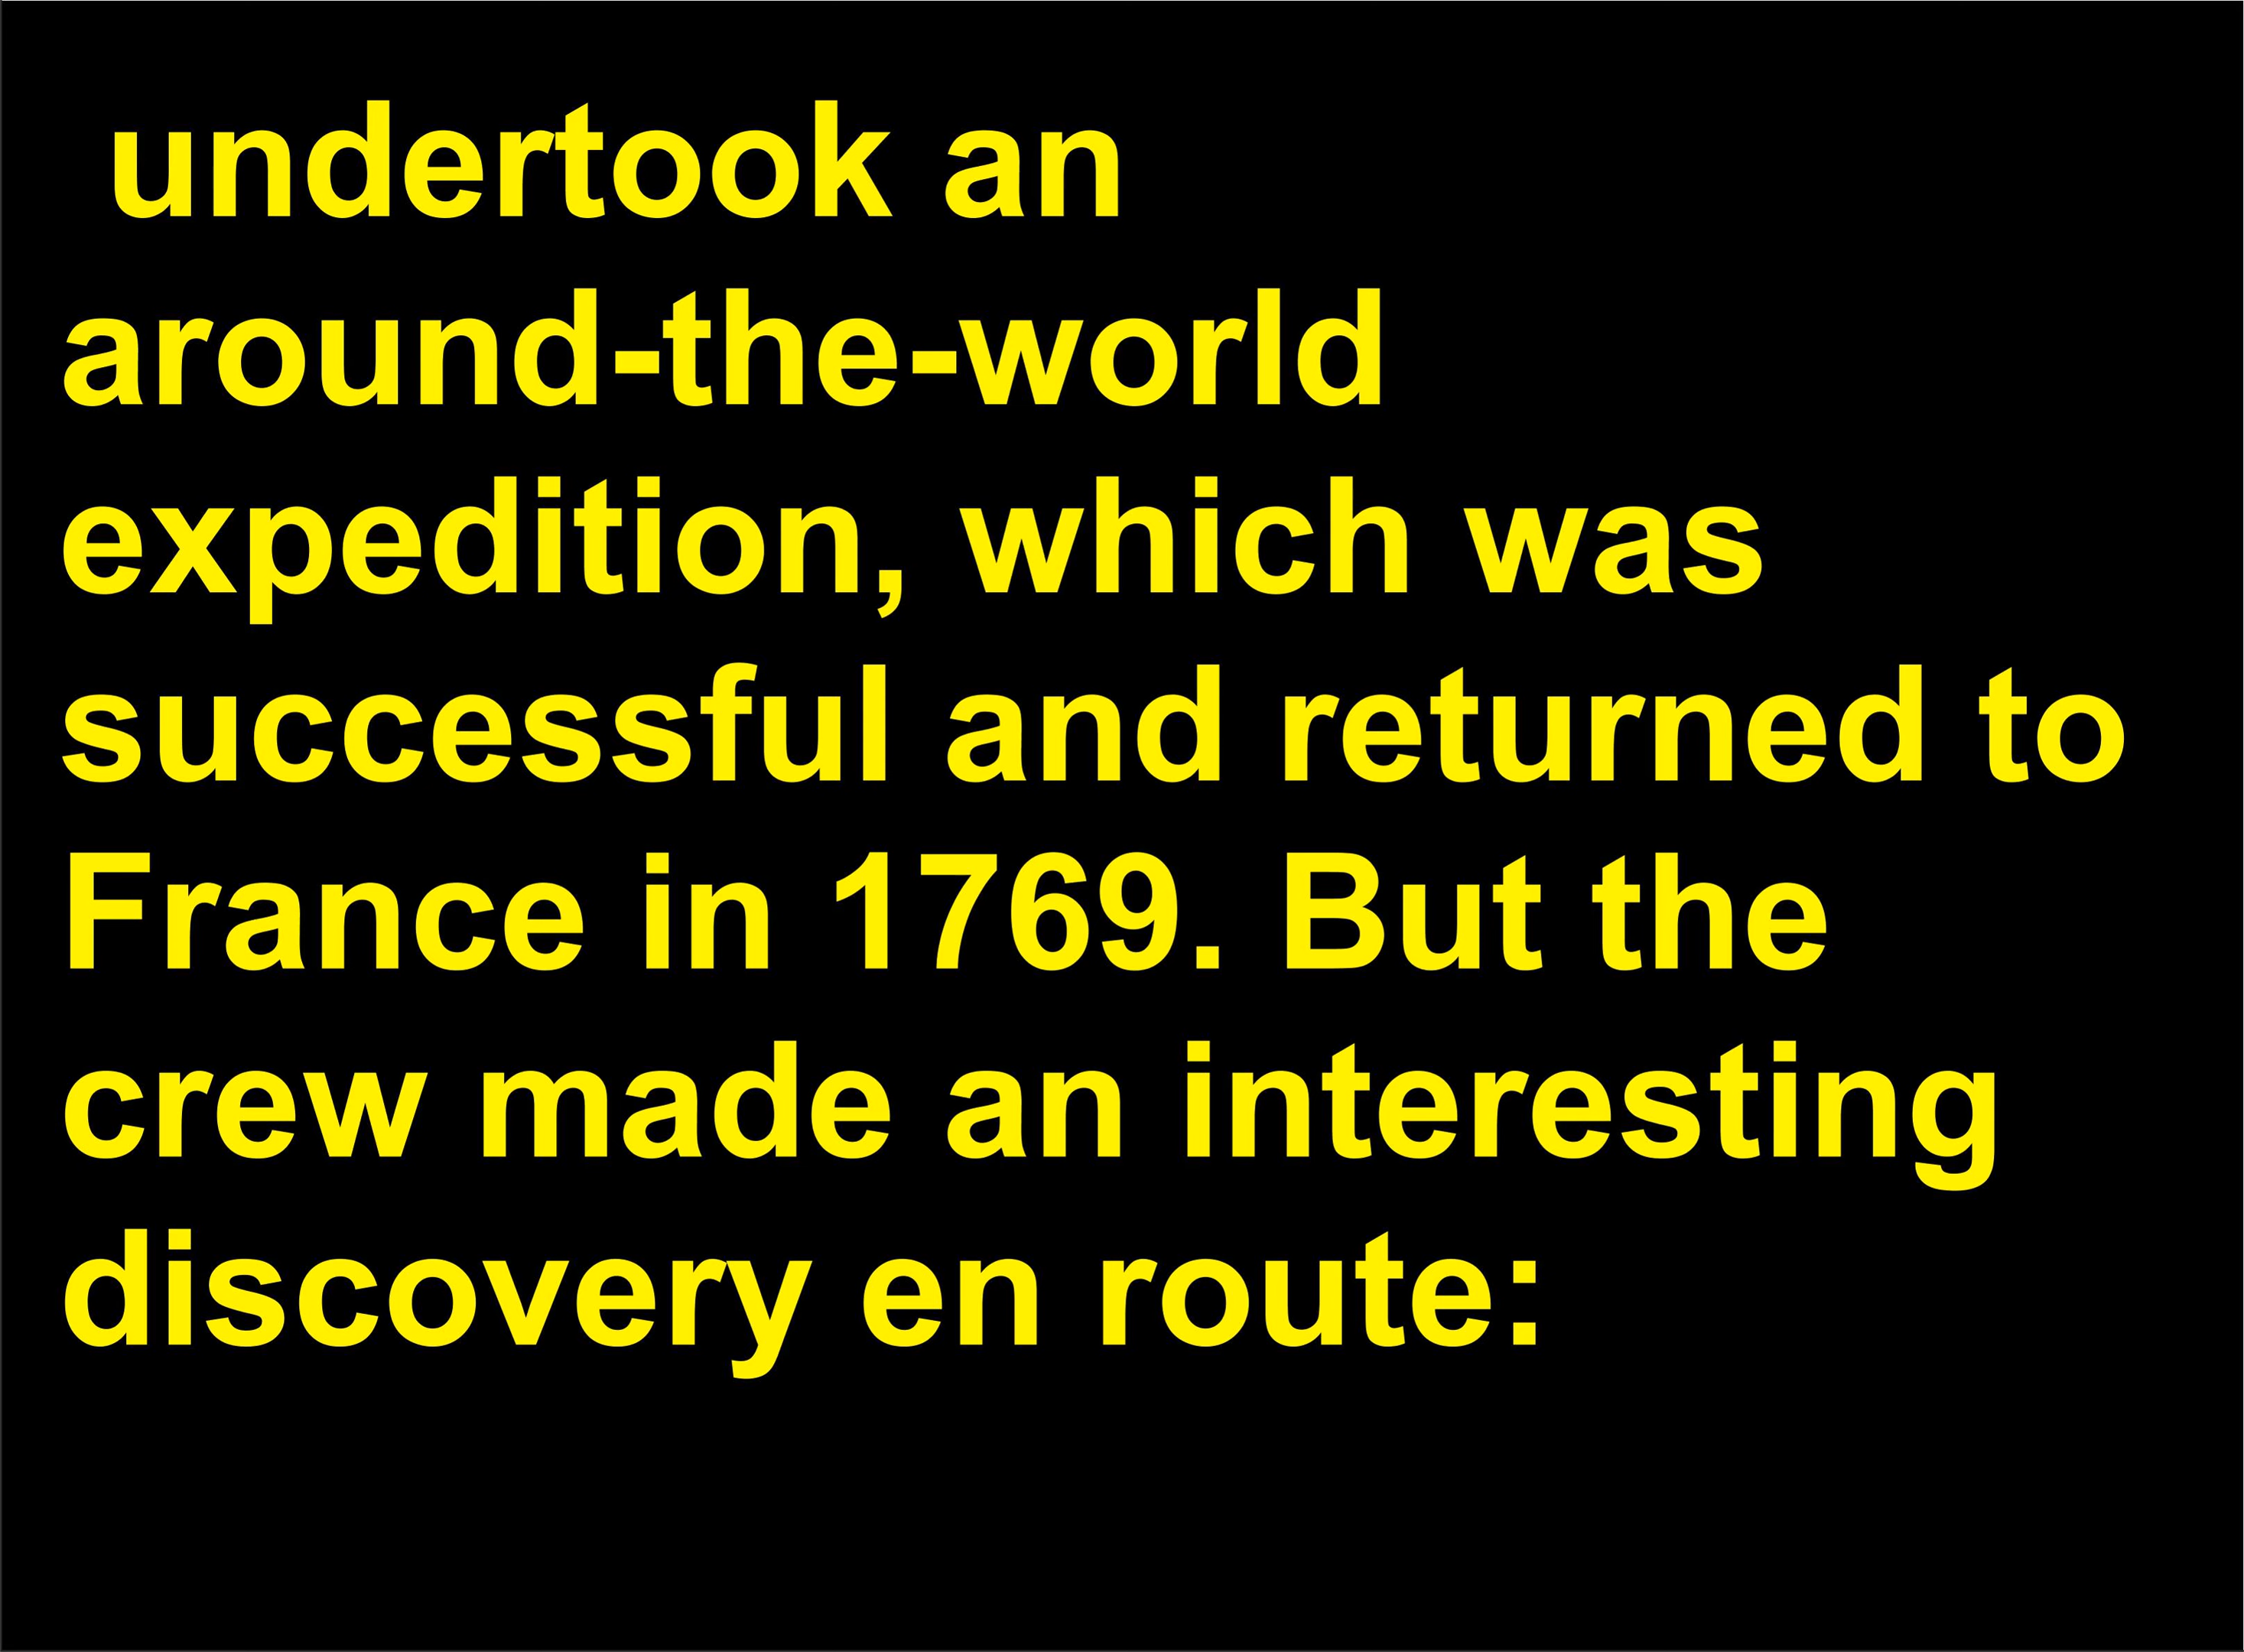 undertook an
around-the-world
expedition, which was
successful and returned to
France in 1769. But the
crew made an interesting
discovery en route: